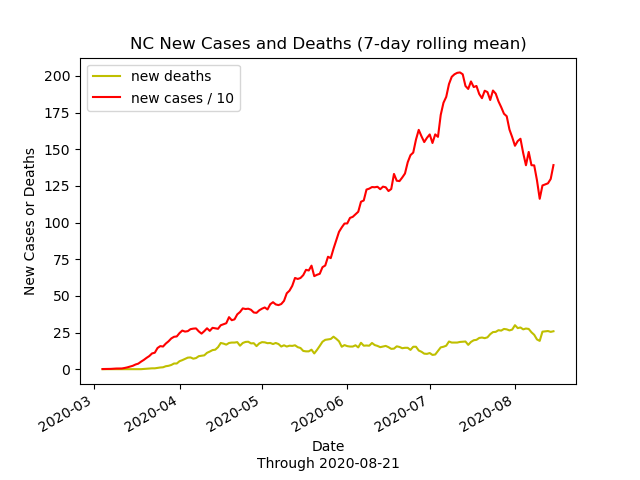 NC New Cases and Deaths (7-day rolling mean)
new deaths
new cases / 10
200
175
150
125
100
75
50
25
0
New Cases or Deaths
2020-03
2020-04
2020-05
2020-06
2020-07
2020-08
Date
Through 2020-08-21